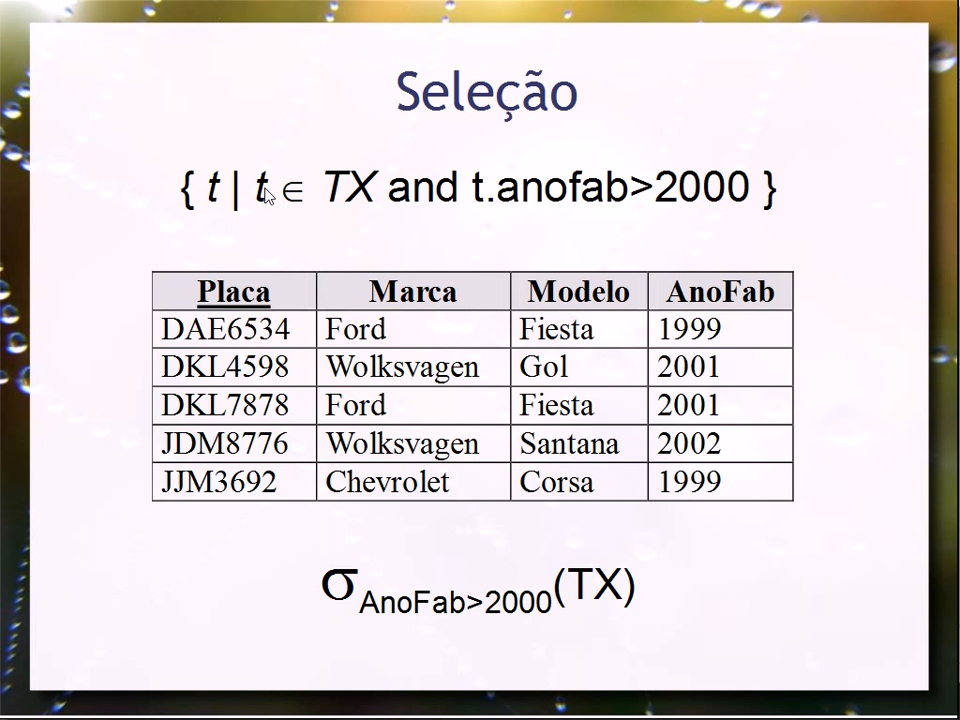 Seleção
{ t | t ∈ TX and t.anofab>2000 }
Placa Marca Modelo AnoFab
DAE6534 Ford Fiesta 1999
DKL4598 Wolksvagen Gol 2001
DKL7878 Ford Fiesta 2001
JDM8776 Wolksvagen Santana 2002
JJM3692 Chevrolet Corsa 1999
σAnoFab>2000(TX)